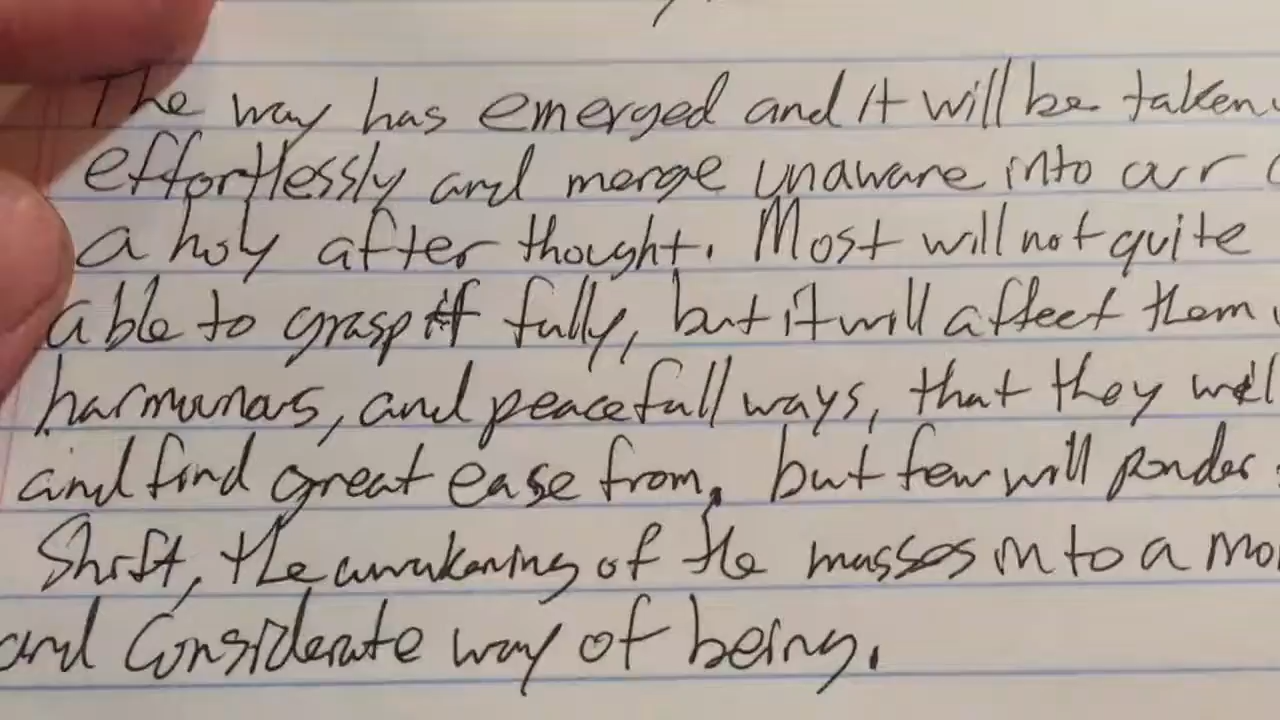 The way has emerged and it will be taken
effortlessly and merge unaware into our
a holy after thought. Most will not quite
able to grasp it fully, but it will affect them
harmunous, and peacefull ways, that they will
and find great ease from, but few will ponder
Shift, the awakening of the masses into a mo
and Considerate way of being.